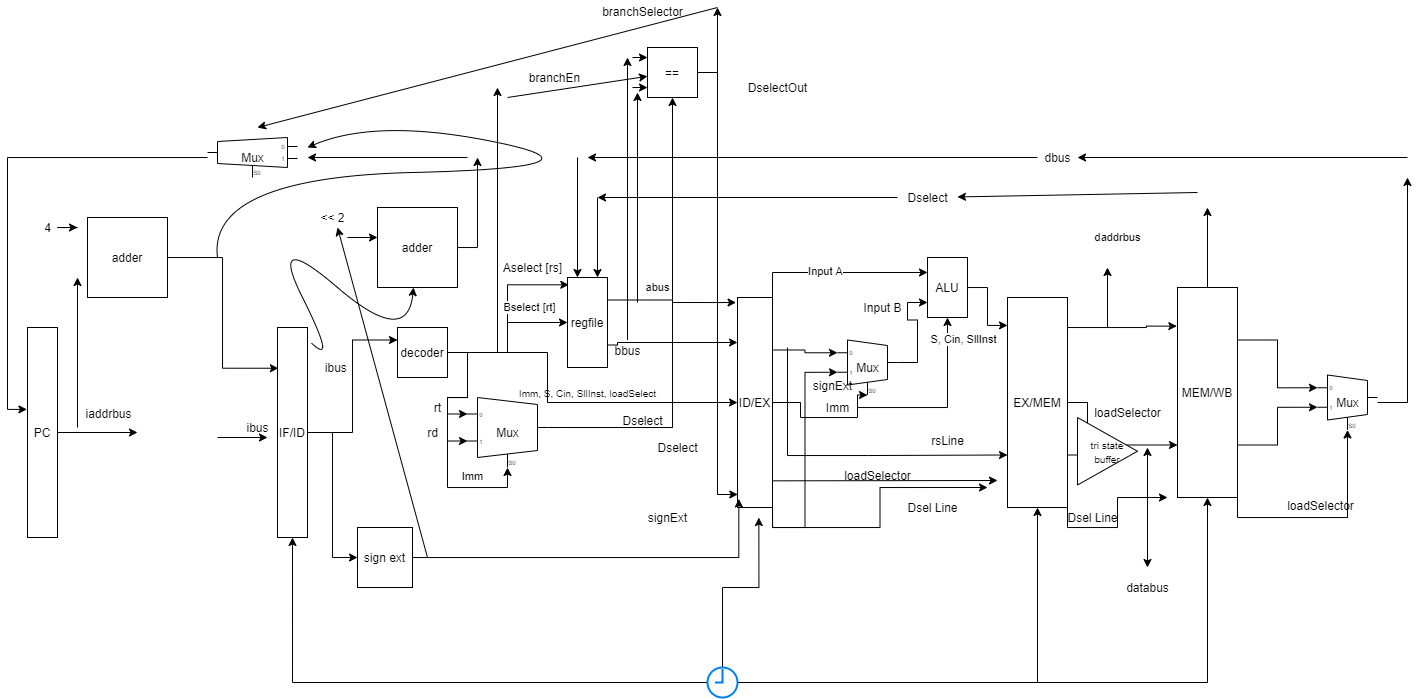 branchSelector
==
branchEn
DselectOut
0
Mux
1
S0
dbus
Dselect
<< 2
4
adder
adder
daddrbus
Aselect [rs]
Input A
ALU
abus
Bselect [rt]
Input B
regfile
S, Cin, SllInst
bbus
decoder
ibus
0
Mux
1
signExt
S0
Imm
Imm, S, Cin, SllInst, loadSelect
ID/EX
EX/MEM
MEM/WB
0
Mux
1
S0
rt
0
rd
Mux
1
S0
Imm
Dselect
iaddrbus
PC
ibus
IF/ID
loadSelector
tri state
buffer
rsLine
Dselect
loadSelector
Dsel Line
signExt
Dsel Line
loadSelector
sign ext
databus